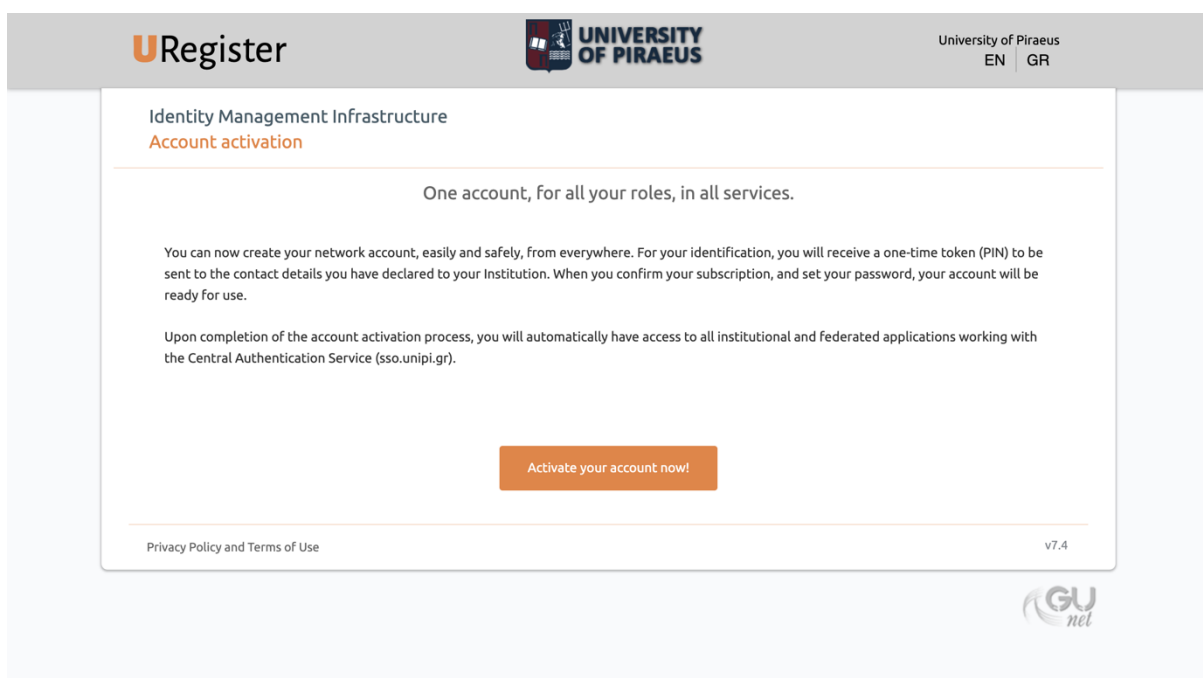 URegister
UNIVERSITY
OF PIRAEUS
University of Piraeus
EN GR
Identity Management Infrastructure
Account activation
One account, for all your roles, in all services.
You can now create your network account, easily and safely, from everywhere. For your identification, you will receive a one-time token (PIN) to be
sent to the contact details you have declared to your Institution. When you confirm your subscription, and set your password, your account will be
ready for use.
Upon completion of the account activation process, you will automatically have access to all institutional and federated applications working with
the Central Authentication Service (sso.unipi.gr).
Activate your account now!
Privacy Policy and Terms of Use
v7.4
GU
net